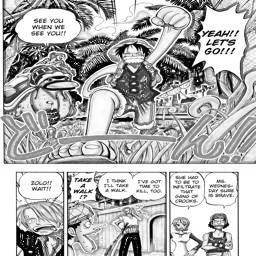 SEE YOU
WHEN WE
SEE YOU!!
YEAH!!
LET'S
GO!!!
ZOLO!!
WAIT!!
TAKE
A
WALK
!?
I THINK
I'LL TAKE
A WALK.
I'VE GOT
TIME TO
KILL, TOO.
SHE HAD
TO BE
INFILTRATE
THAT
GANG OF
CROOKS.
MS.
WEDNES-
DAY SURE
IS BRAVE.